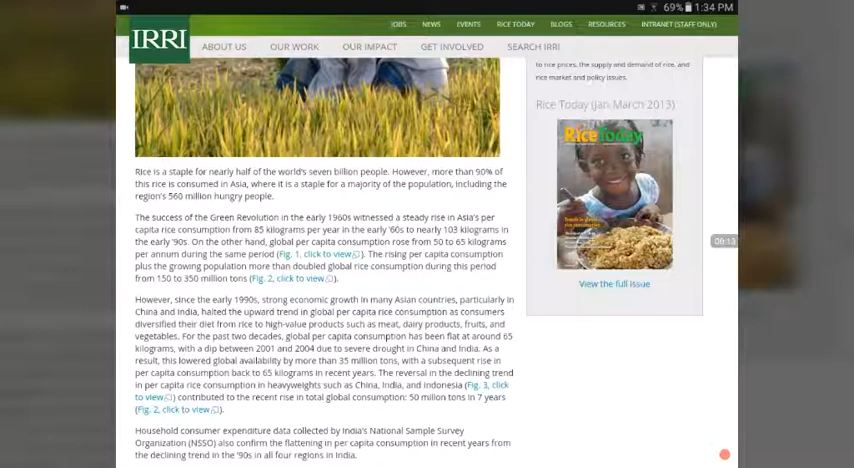 69% 1:34 PM
IRRI
JOBS NEWS EVENTS RICE TODAY BLOGS RESOURCES INTRANET (STAFF ONLY)
ABOUT US OUR WORK OUR IMPACT GET INVOLVED SEARCH IRRI
Rice is a staple for nearly half of the world's seven billion people. However, more than 90% of
this rice is consumed in Asia, where it is a staple for a majority of the population, including the
region's 560 million hungry people.
The success of the Green Revolution in the early 1960s witnessed a steady rise in Asia's per
capita rice consumption from 85 kilograms per year in the early '60s to nearly 103 kilograms in
the early '90s. On the other hand, global per capita consumption rose from 50 to 65 kilograms
per annum during the same period (Fig. 1, click to view). The rising per capita consumption
plus the growing population more than doubled global rice consumption during this period
from 150 to 350 million tons (Fig. 2, click to view).
However, since the early 1990s, strong economic growth in many Asian countries, particularly in
China and India, halted the upward trend in global per capita rice consumption as consumers
diversified their diet from rice to high-value products such as meat, dairy products, fruits, and
vegetables. For the past two decades, global per capita consumption has been flat at around 65
kilograms, with a dip between 2001 and 2004 due to severe drought in China and India. As a
result, this lowered global availability by more than 35 million tons, with a subsequent rise in
per capita consumption back to 65 kilograms in recent years. The reversal in the declining trend
in per capita rice consumption in heavyweights such as China, India, and Indonesia (Fig. 3, click
to view) contributed to the recent rise in total global consumption: 50 million tons in 7 years
(Fig. 2, click to view).
Household consumer expenditure data collected by India's National Sample Survey
Organization (NSSO) also confirm the flattening in per capita consumption in recent years from
the declining trend in the '90s in all four regions in India.
to rice prices, the supply and demand of rice, and
rice market and policy issues.
Rice Today (Jan-March 2013)
RiceToday
View the full issue
09:13